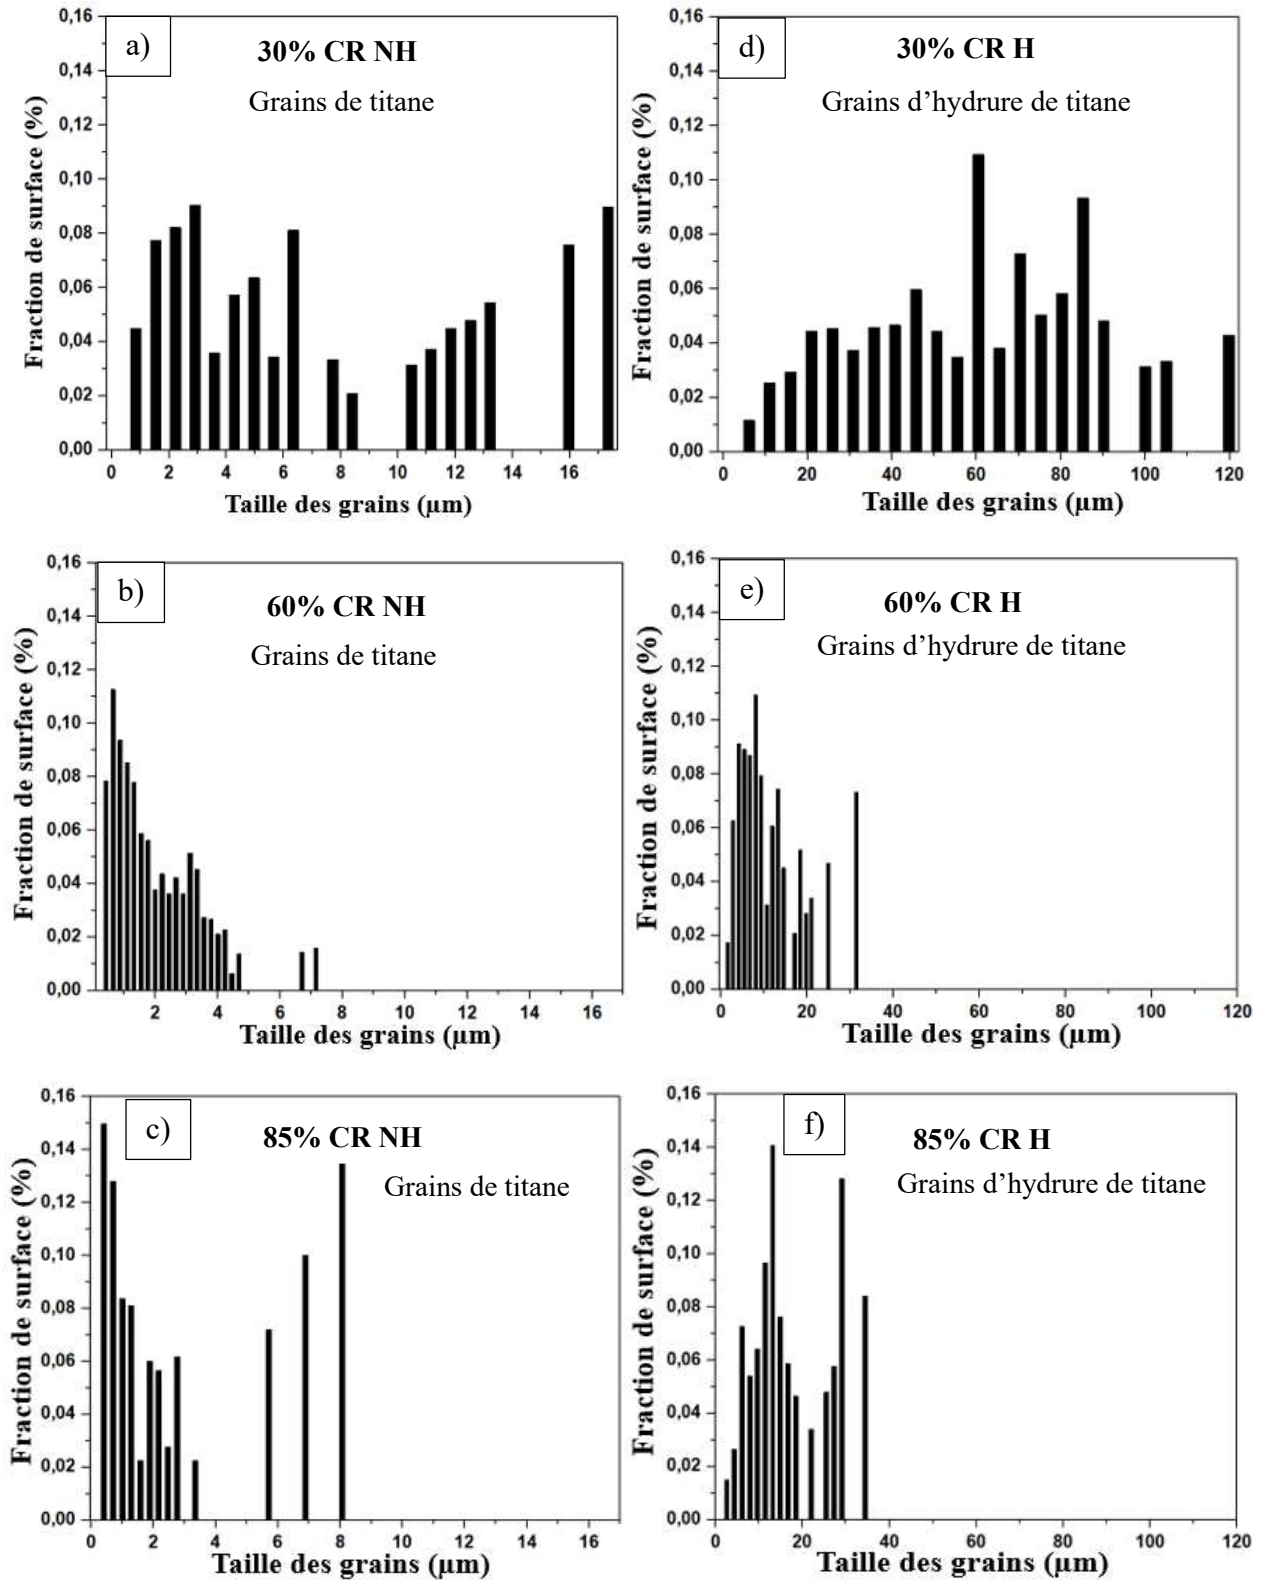 a)
30% CR NH
Grains de titane
Fraction de surface (%)
0,16
0,14
0,12
0,10
0,08
0,06
0,04
0,02
0,00
0 2 4 6 8 10 12 14 16
Taille des grains (µm)
d)
30% CR H
Grains d’hydrure de titane
Fraction de surface (%)
0,16
0,14
0,12
0,10
0,08
0,06
0,04
0,02
0,00
0 20 40 60 80 100 120
Taille des grains (µm)
b)
60% CR NH
Grains de titane
Fraction de surface (%)
0,16
0,14
0,12
0,10
0,08
0,06
0,04
0,02
0,00
2 4 6 8 10 12 14 16
Taille des grains (µm)
e)
60% CR H
Grains d’hydrure de titane
Fraction de surface (%)
0,16
0,14
0,12
0,10
0,08
0,06
0,04
0,02
0,00
0 20 40 60 80 100 120
Taille des grains (µm)
c)
85% CR NH
Grains de titane
Fraction de surface (%)
0,16
0,14
0,12
0,10
0,08
0,06
0,04
0,02
0,00
0 2 4 6 8 10 12 14 16
Taille des grains (µm)
f)
85% CR H
Grains d’hydrure de titane
Fraction de surface (%)
0,16
0,14
0,12
0,10
0,08
0,06
0,04
0,02
0,00
0 20 40 60 80 100 120
Taille des grains (µm)